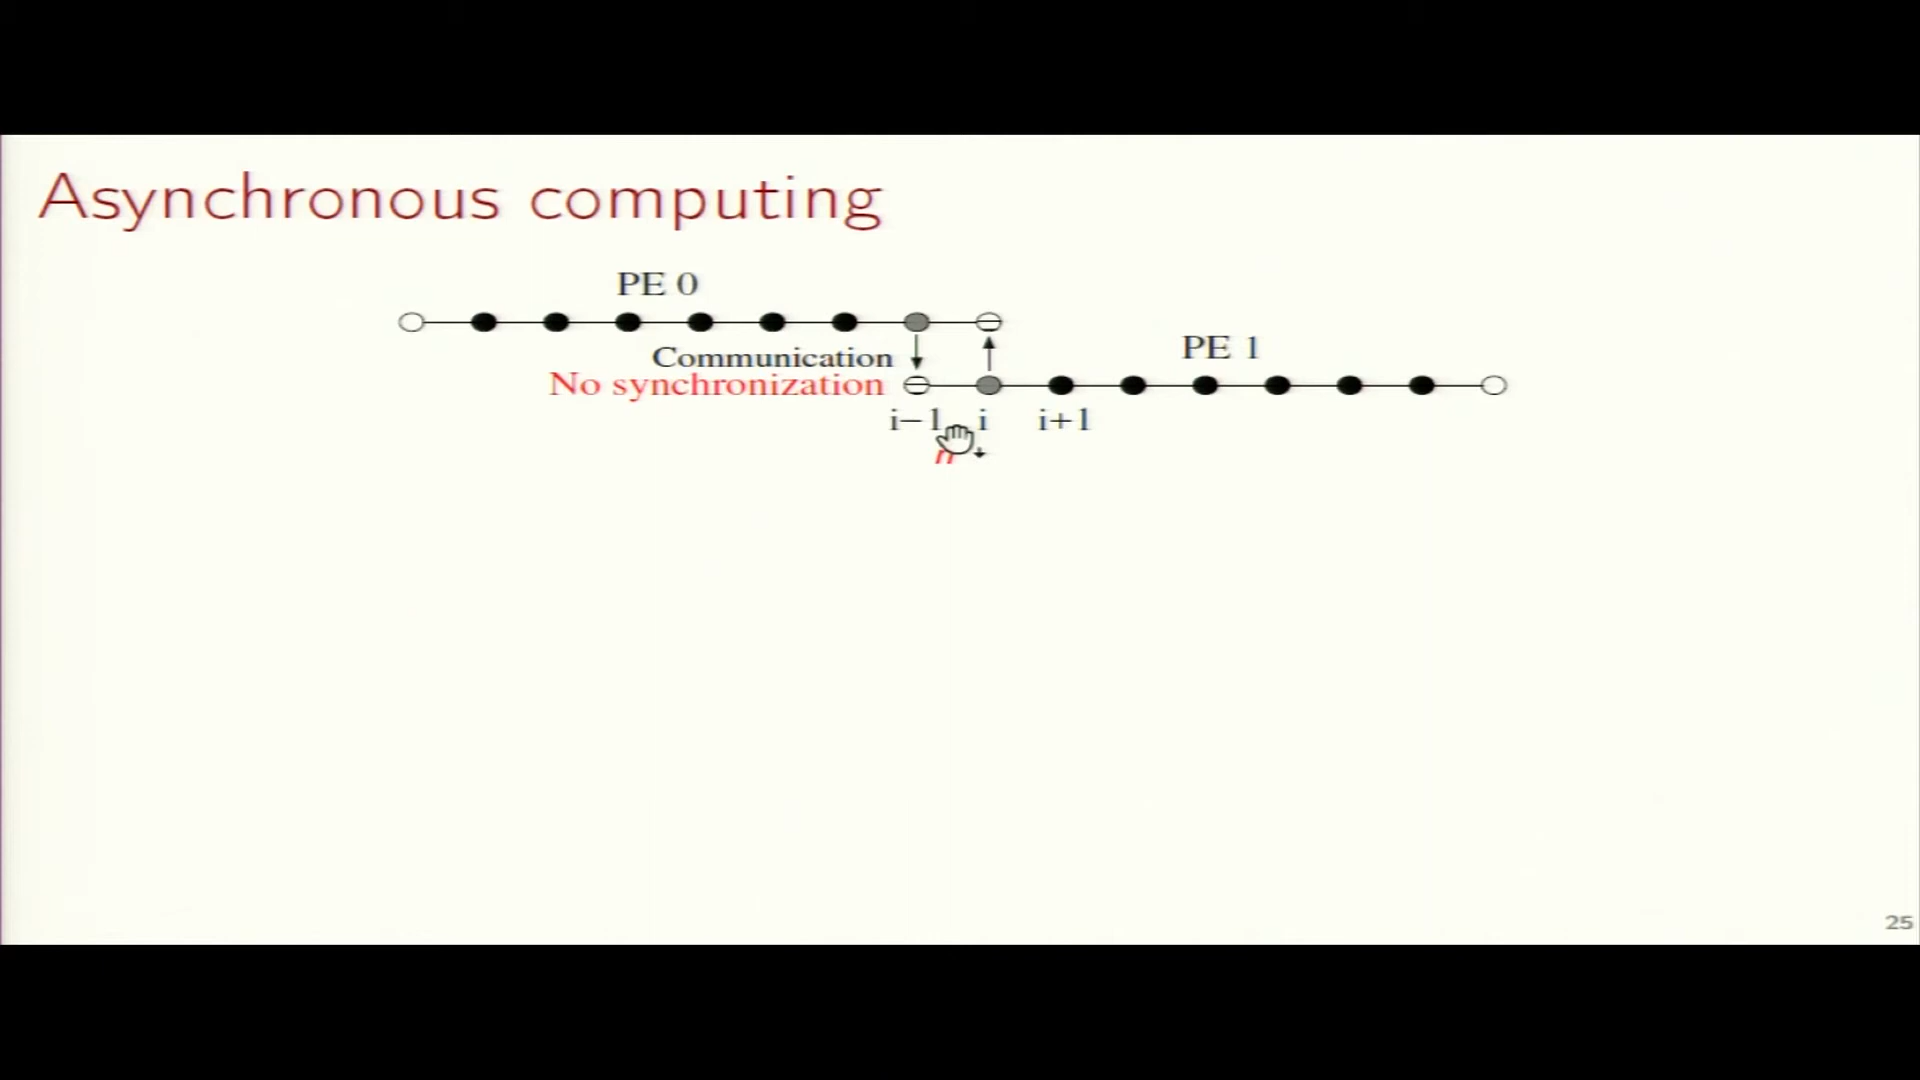 Asynchronous computing
PE 0
PE 1
Communication
No synchronization
i−1 i i+1
n
25